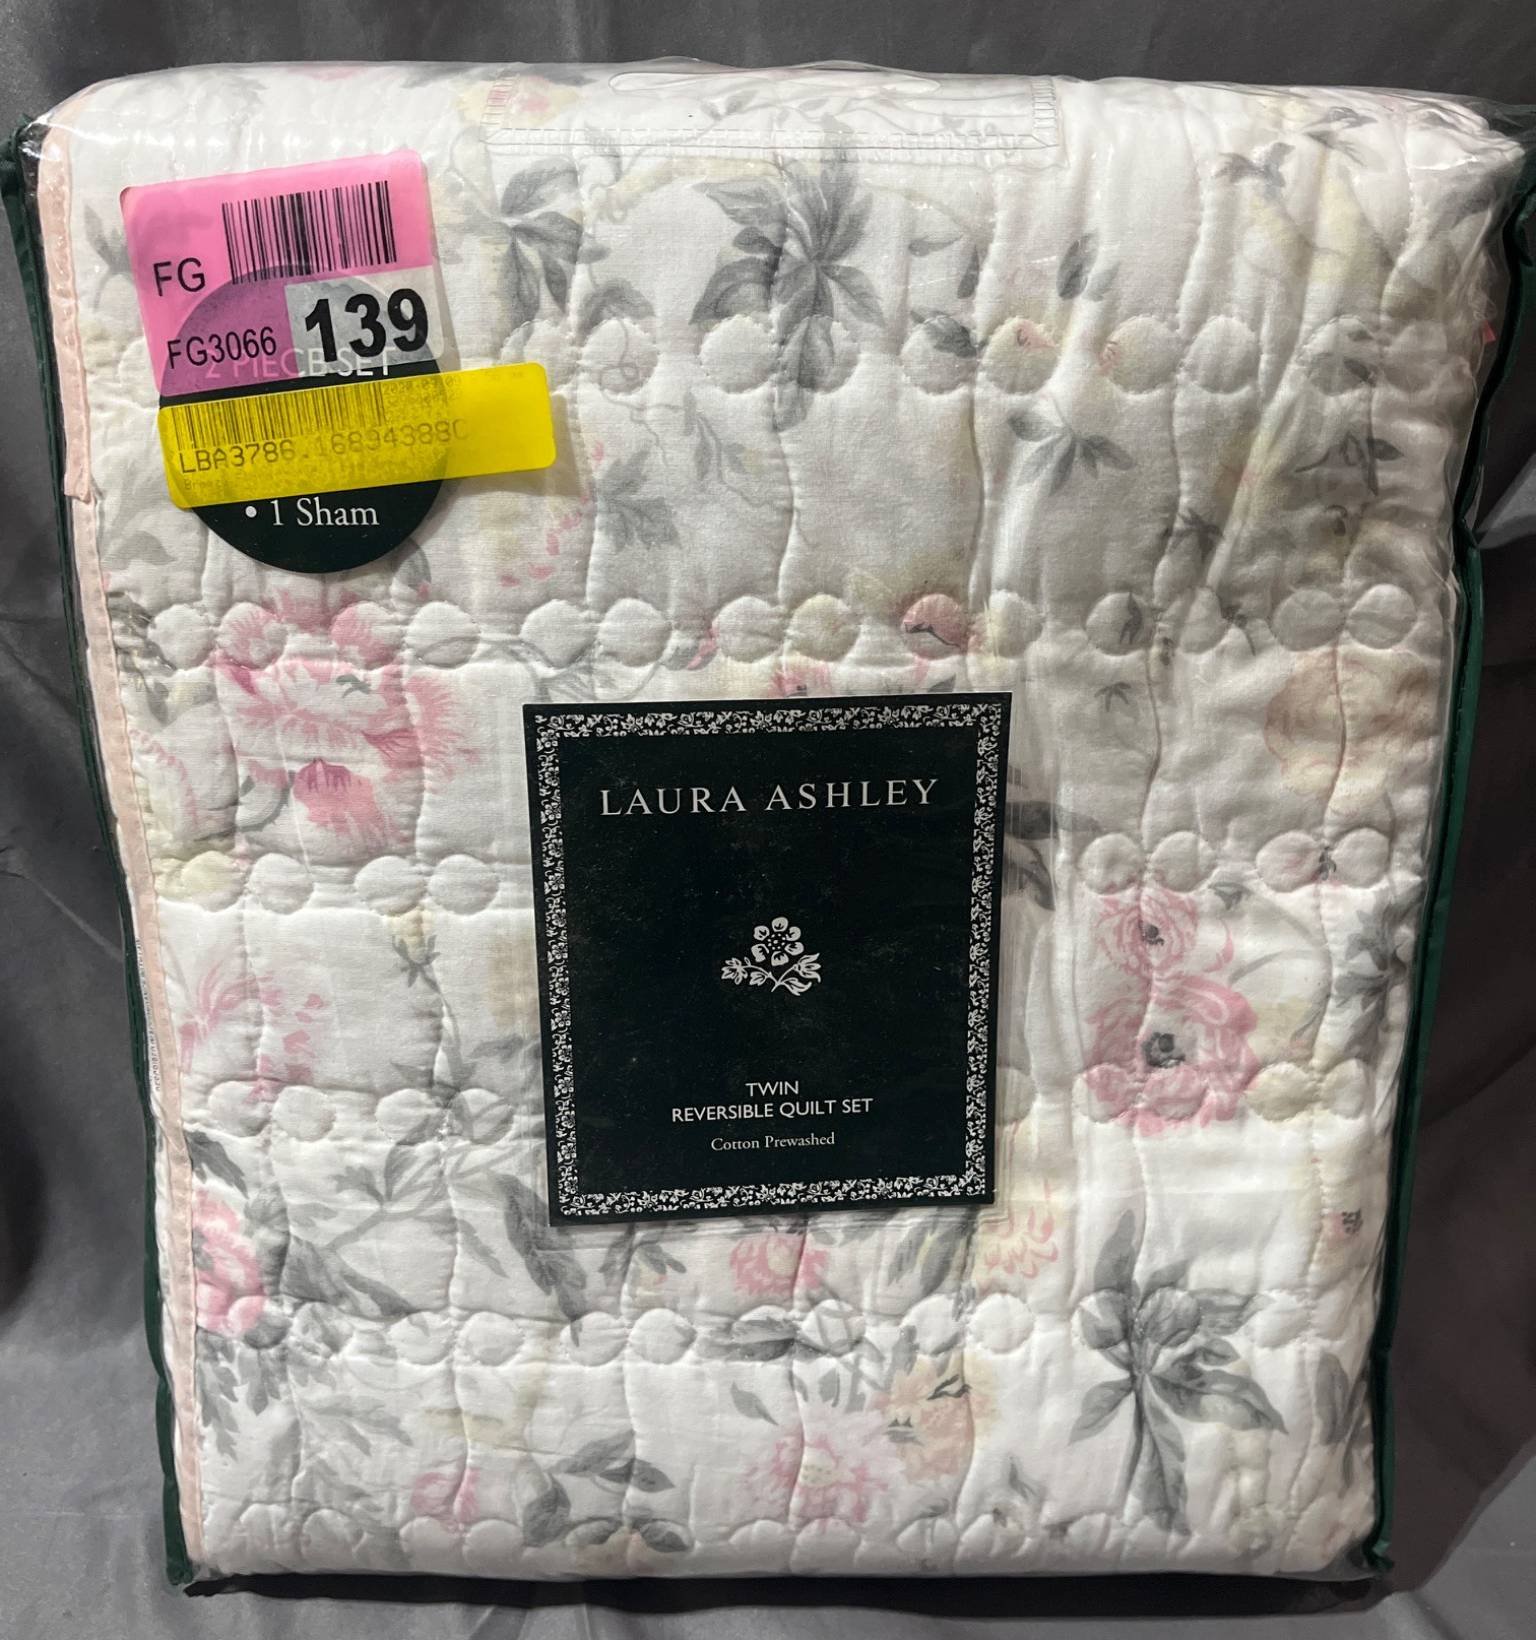 FG
FG3066
139
2 PIECE SET
LBA3786.16894388C
• 1 Sham
LAURA ASHLEY
TWIN
REVERSIBLE QUILT SET
Cotton Prewashed